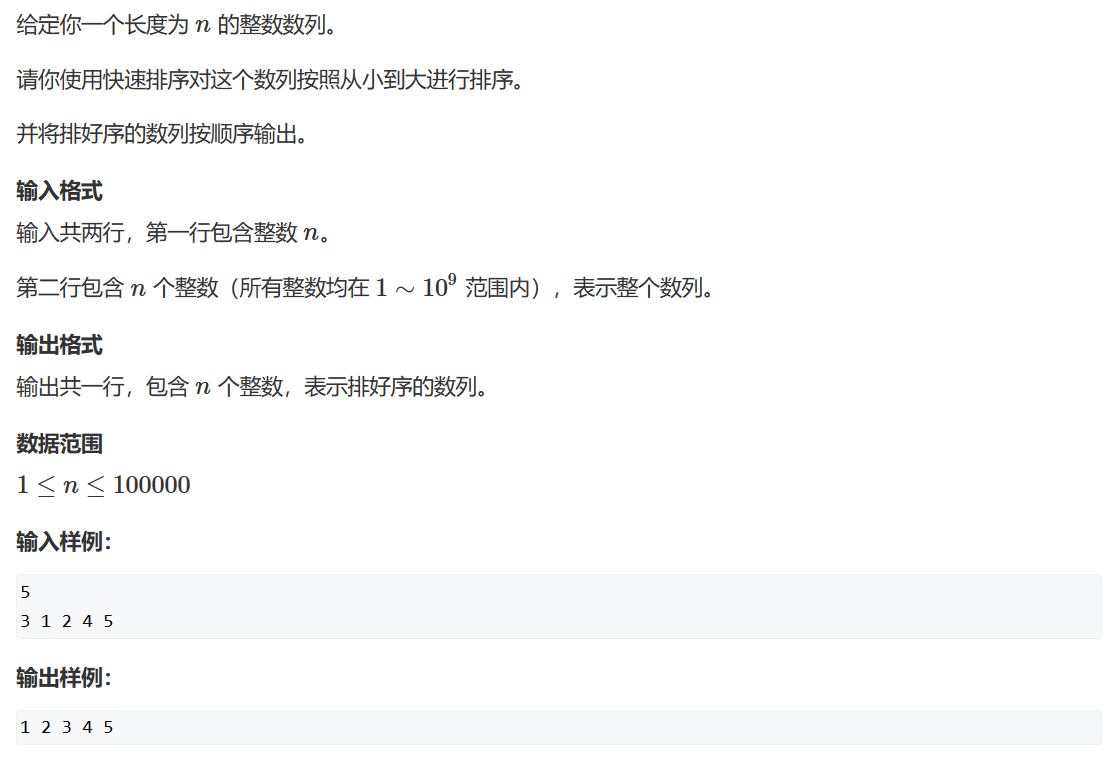 给定你一个长度为 n 的整数数列。
请你使用快速排序对这个数列按照从小到大进行排序。
并将排好序的数列按顺序输出。
输入格式
输入共两行，第一行包含整数 n。
第二行包含 n 个整数（所有整数均在 1 ∼ 10⁹ 范围内），表示整个数列。
输出格式
输出共一行，包含 n 个整数，表示排好序的数列。
数据范围
1 ≤ n ≤ 100000
输入样例：
5
3 1 2 4 5
输出样例：
1 2 3 4 5